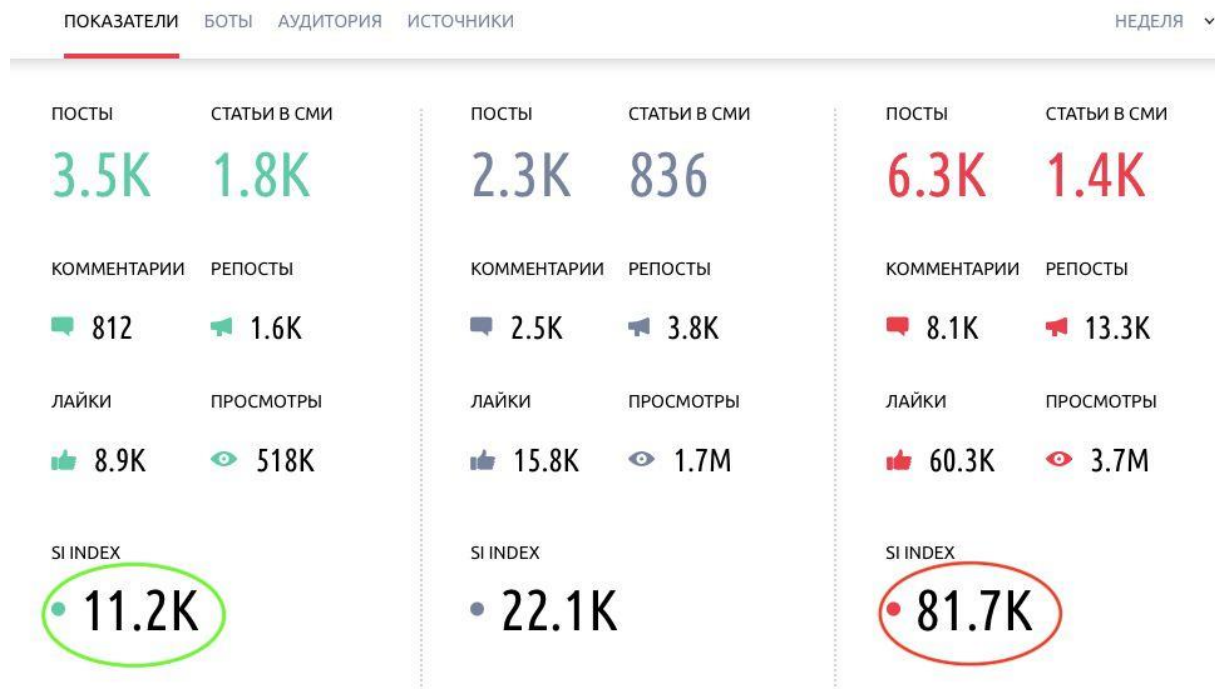 ПОКАЗАТЕЛИ БОТЫ АУДИТОРИЯ ИСТОЧНИКИ НЕДЕЛЯ
ПОСТЫ СТАТЬИ В СМИ ПОСТЫ СТАТЬИ В СМИ ПОСТЫ СТАТЬИ В СМИ
3.5K 1.8K 2.3K 836 6.3K 1.4K
КОММЕНТАРИИ РЕПОСТЫ КОММЕНТАРИИ РЕПОСТЫ КОММЕНТАРИИ РЕПОСТЫ
812 1.6K 2.5K 3.8K 8.1K 13.3K
ЛАЙКИ ПРОСМОТРЫ ЛАЙКИ ПРОСМОТРЫ ЛАЙКИ ПРОСМОТРЫ
8.9K 518K 15.8K 1.7M 60.3K 3.7M
SI INDEX SI INDEX SI INDEX
11.2K 22.1K 81.7K